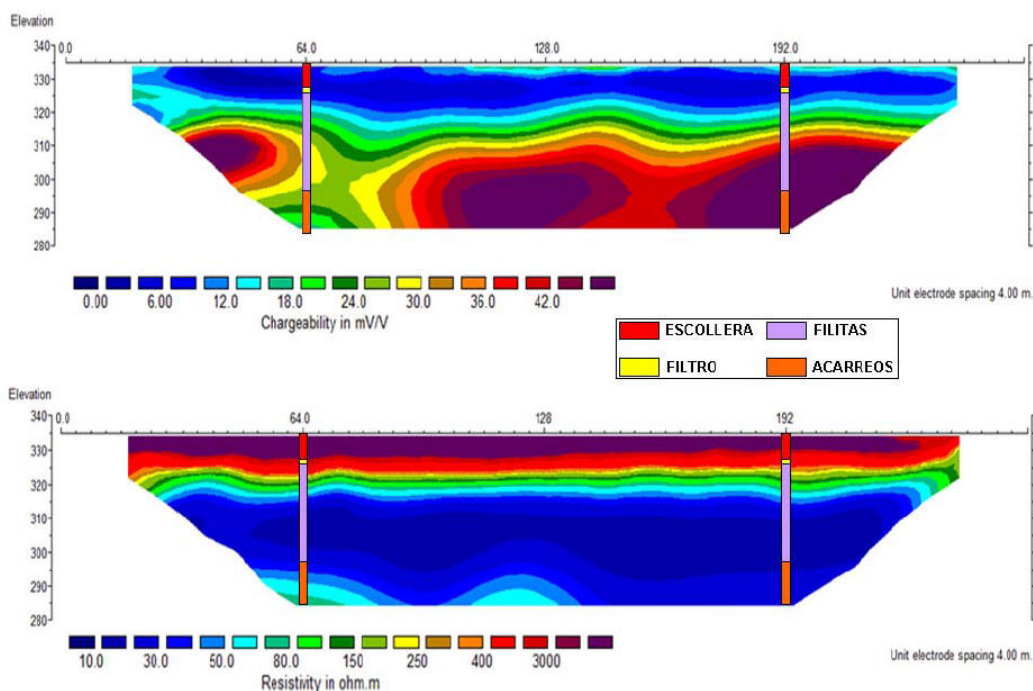 Elevation
0.0 64.0 128.0 192.0
340
330
320
310
300
290
280
0.00 6.00 12.0 18.0 24.0 30.0 36.0 42.0
Chargeability in mV/V
Unit electrode spacing 4.00 m.
ESCOLLERA FILITAS
FILTRO ACARREOS
Elevation
0.0 64.0 128 192
340
330
320
310
300
290
280
10.0 30.0 50.0 80.0 150 250 400 3000
Resistivity in ohm.m
Unit electrode spacing 4.00 m.